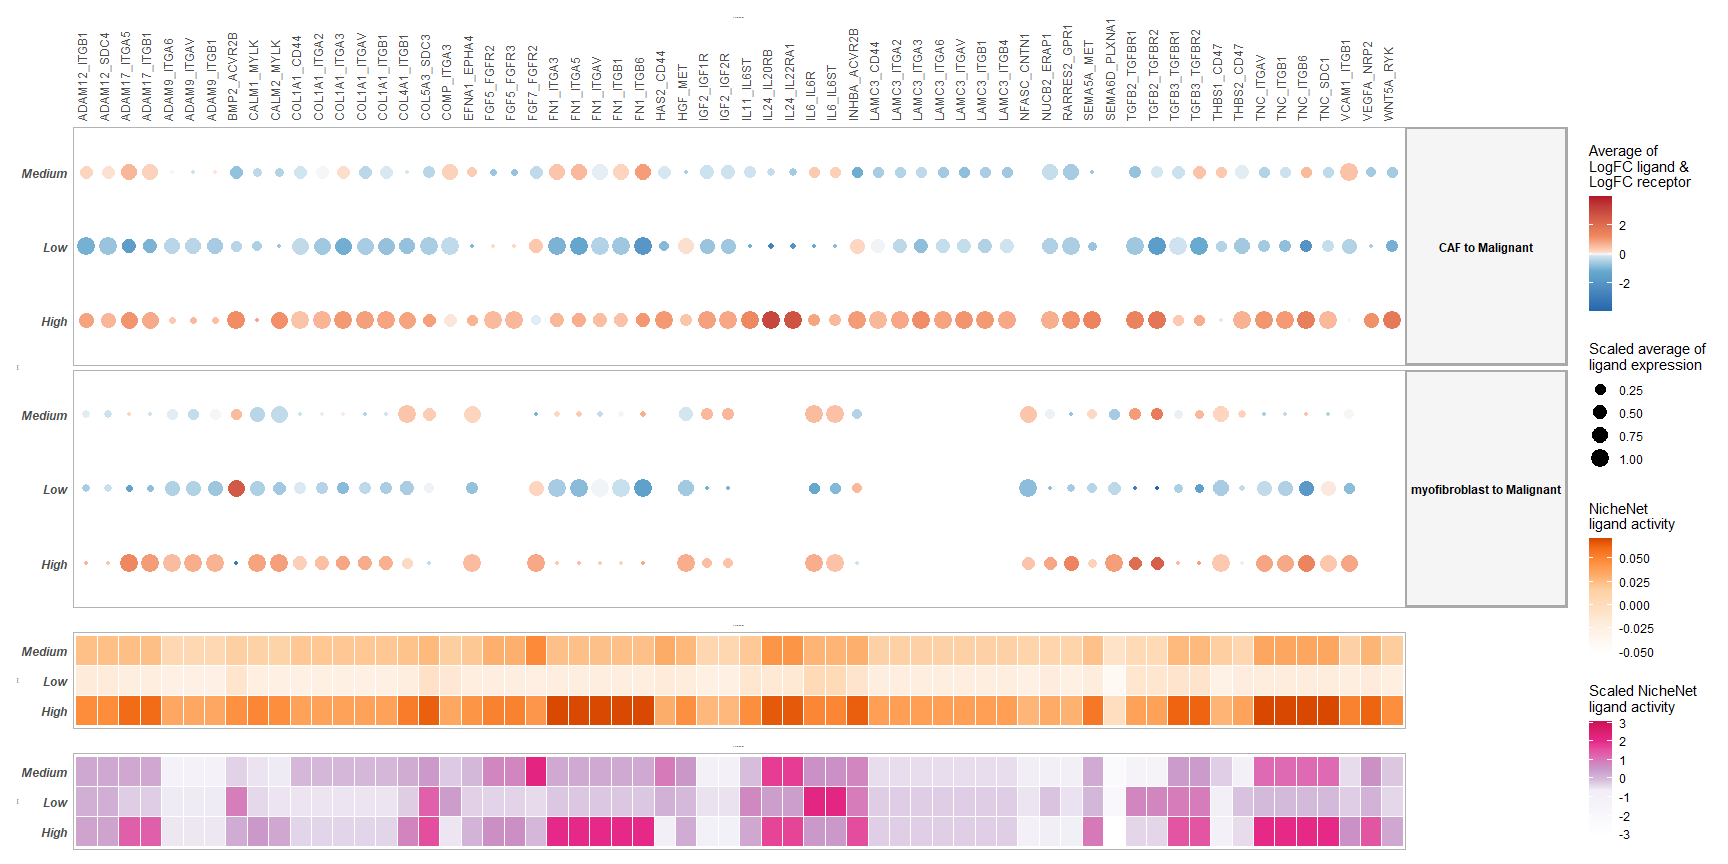 ADAM12_ITGB1
ADAM12_SDC4
ADAM17_ITGA5
ADAM17_ITGB1
ADAM9_ITGA6
ADAM9_ITGAV
ADAM9_ITGB1
BMP2_ACVR2B
CALM1_MYLK
CALM2_MYLK
COL1A1_CD44
COL1A1_ITGA2
COL1A1_ITGA3
COL1A1_ITGAV
COL1A1_ITGB1
COL4A1_ITGB1
COL5A3_SDC3
COMP_ITGA3
EFNA1_EPHA4
FGF5_FGFR2
FGF5_FGFR3
FGF7_FGFR2
FN1_ITGA3
FN1_ITGA5
FN1_ITGAV
FN1_ITGB1
FN1_ITGB6
HAS2_CD44
HGF_MET
IGF2_IGF1R
IGF2_IGF2R
IL11_IL6ST
IL24_IL20RB
IL24_IL22RA1
IL6_IL6R
IL6_IL6ST
INHBA_ACVR2B
LAMC3_CD44
LAMC3_ITGA2
LAMC3_ITGA3
LAMC3_ITGA6
LAMC3_ITGAV
LAMC3_ITGB1
LAMC3_ITGB4
NFASC_CNTN1
NUCB2_ERAP1
RARRES2_GPR1
SEMA5A_MET
SEMA6D_PLXNA1
TGFB2_TGFBR1
TGFB2_TGFBR2
TGFB3_TGFBR1
TGFB3_TGFBR2
THBS1_CD47
THBS2_CD47
TNC_ITGAV
TNC_ITGB1
TNC_ITGB6
TNC_SDC1
VCAM1_ITGB1
VEGFA_NRP2
WNT5A_RYK
Medium
Low
High
CAF to Malignant
Medium
Low
High
myofibroblast to Malignant
Medium
Low
High
Medium
Low
High
Average of
LogFC ligand &
LogFC receptor
2
0
-2
Scaled average of
ligand expression
0.25
0.50
0.75
1.00
NicheNet
ligand activity
0.050
0.025
0.000
-0.025
-0.050
Scaled NicheNet
ligand activity
3
2
1
0
-1
-2
-3